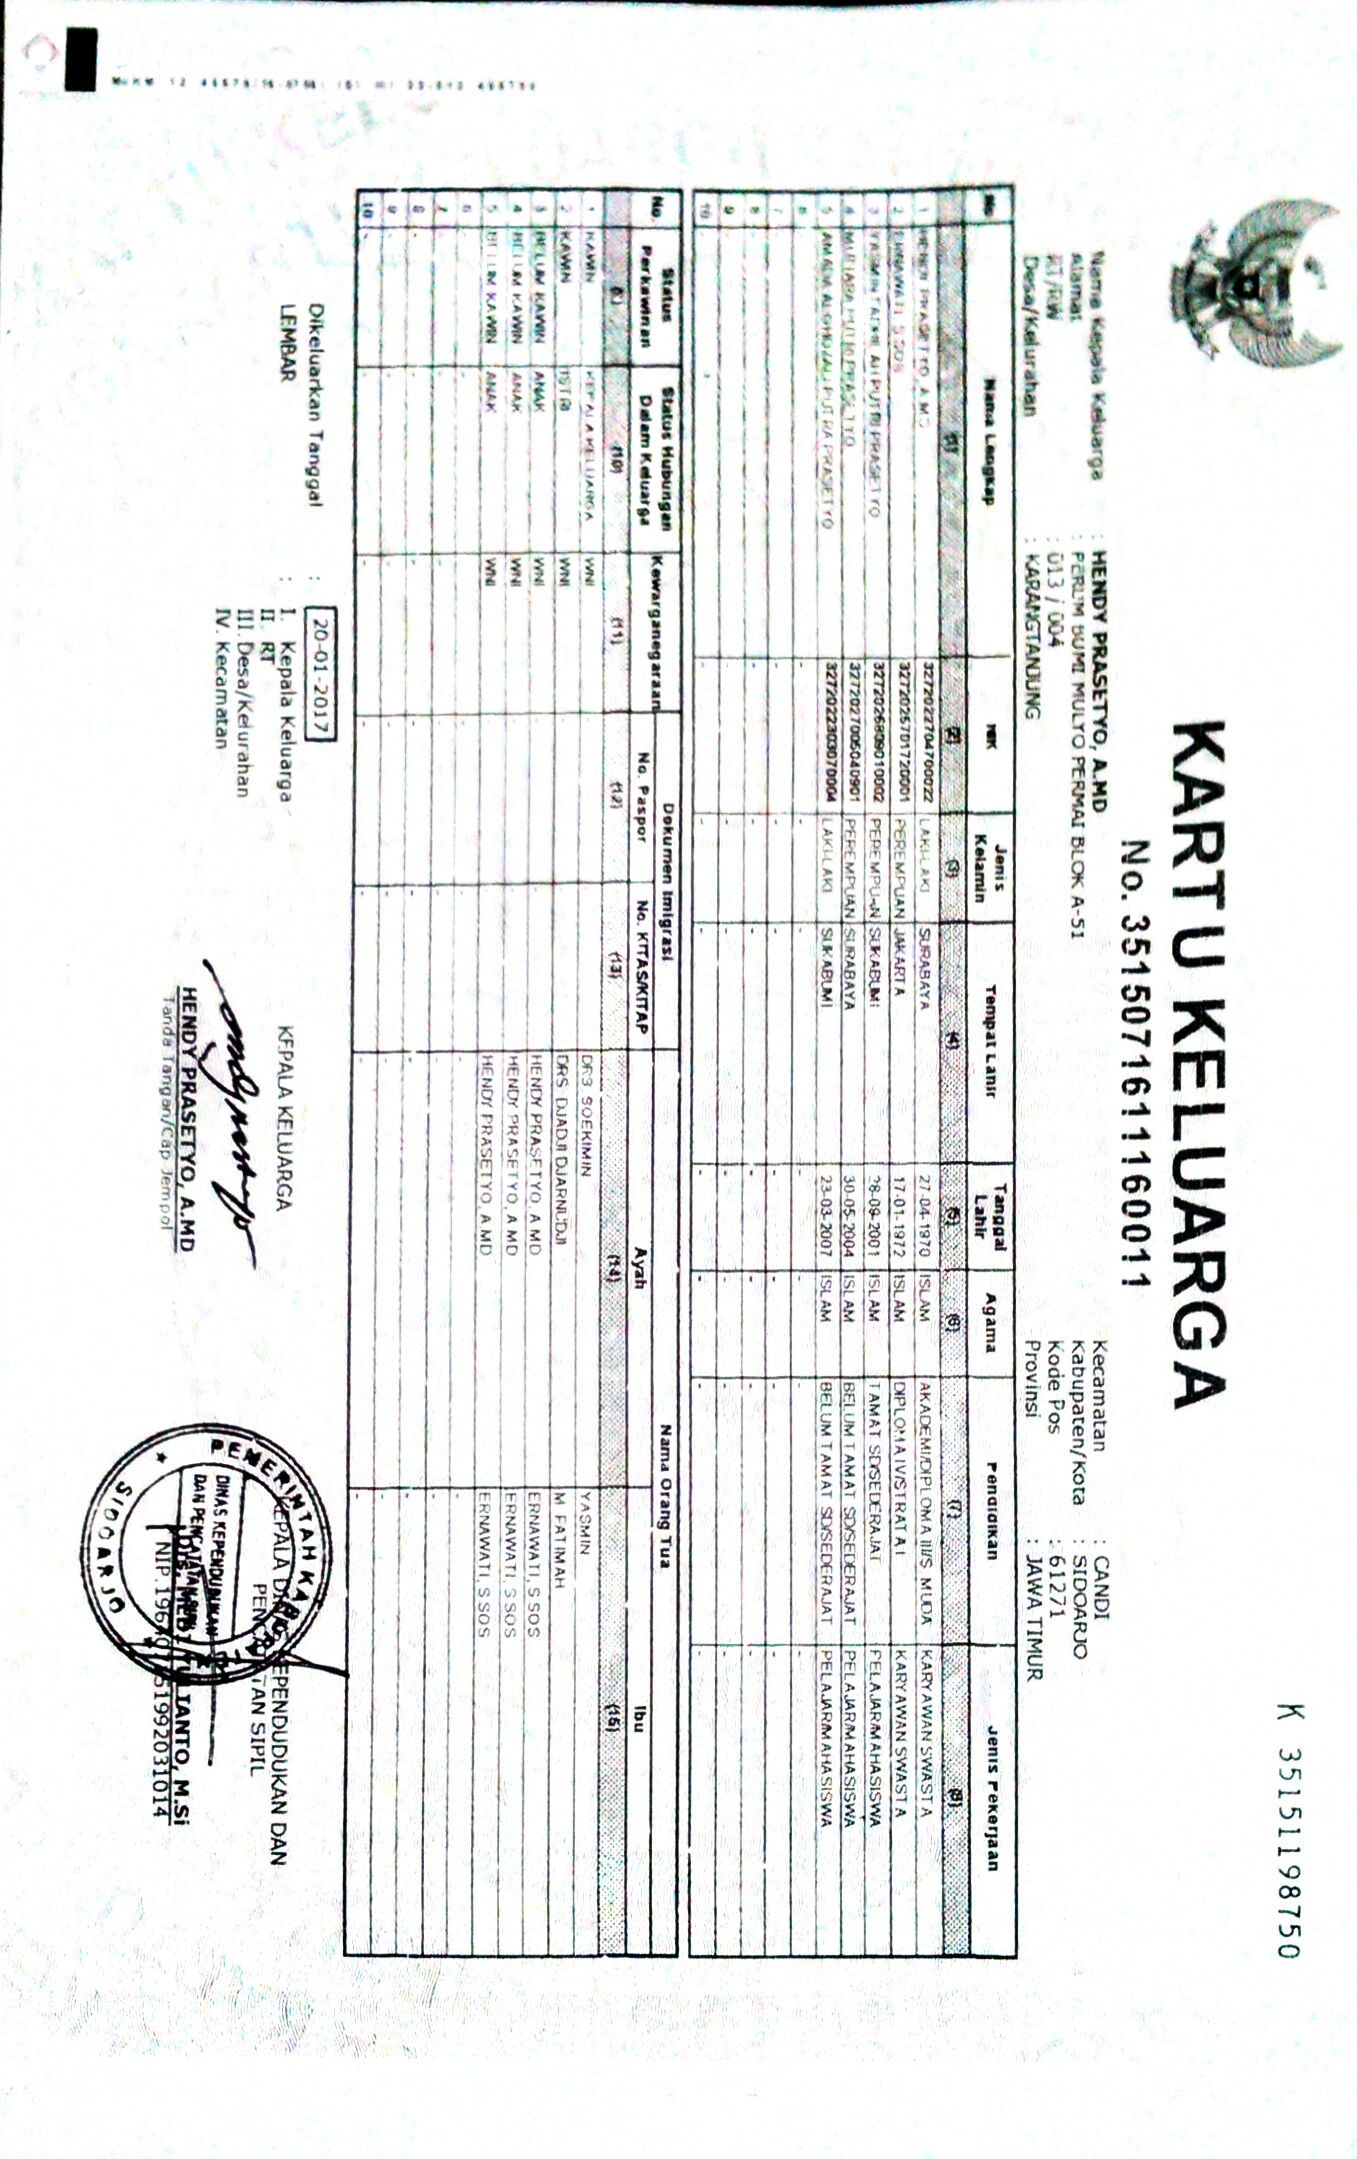 K 35151198750
KARTU KELUARGA
No. 3515071611160011
Nama Kepala Keluarga : HENDY PRASETYO, A.MD
Alamat : PERUM BUMI MULYO PERMAI BLOK A-51
RT/RW : 013 / 004
Desa/Kelurahan : KARANGTANJUNG
Kecamatan : CANDI
Kabupaten/Kota : SIDOARJO
Kode Pos : 61271
Provinsi : JAWA TIMUR
No Nama Lengkap NIK Jenis Kelamin Tempat Lahir Tanggal Lahir Agama Pendidikan Jenis Pekerjaan
(1) (2) (3) (4) (5) (6) (7) (8)
1 HENDY PRASETYO, A.MD 3272022704700022 LAKI-LAKI SURABAYA 27-04-1970 ISLAM AKADEMI/DIPLOMA III/S. MUDA KARYAWAN SWASTA
2 ERNAWATI, S SOS 3272025701720001 PEREMPUAN JAKARTA 17-01-1972 ISLAM DIPLOMA IV/STRATA I KARYAWAN SWASTA
3 PUTRI PRASETYO 3272026809010002 PEREMPUAN SUKABUMI 28-09-2001 ISLAM TAMAT SD/SEDERAJAT PELAJAR/MAHASISWA
4 MUTIARA PUTRI PRASETYO 3272027005040901 PEREMPUAN SURABAYA 30-05-2004 ISLAM BELUM TAMAT SD/SEDERAJAT PELAJAR/MAHASISWA
5 PUTRA PRASETYO 3272022303070004 LAKI-LAKI SUKABUMI 23-03-2007 ISLAM BELUM TAMAT SD/SEDERAJAT PELAJAR/MAHASISWA
6 - - - - - - - -
7 - - - - - - - -
8 - - - - - - - -
9 - - - - - - - -
10 - - - - - - - -
No Status Perkawinan Status Hubungan Dalam Keluarga Kewarganegaraan Dokumen Imigrasi Nama Orang Tua
No. Paspor No. KITAS/KITAP Ayah Ibu
(9) (10) (11) (12) (13) (14) (15)
1 KAWIN KEPALA KELUARGA WNI - - DRS SOEKIMIN YASMIN
2 KAWIN ISTRI WNI DRS DJADJI DJARNUDJI M FATIMAH
3 BELUM KAWIN ANAK WNI HENDY PRASETYO, A MD ERNAWATI, S SOS
4 BELUM KAWIN ANAK WNI HENDY PRASETYO, A MD ERNAWATI, S SOS
5 BELUM KAWIN ANAK WNI HENDY PRASETYO, A MD ERNAWATI, S SOS
6 - - - - - - -
7 - - - - - - -
8 - - - - - - -
9 - - - - - - -
10 - - - - - - -
Dikeluarkan Tanggal : 20-01-2017
LEMBAR : I. Kepala Keluarga
II. RT
III. Desa/Kelurahan
IV. Kecamatan
KEPALA KELUARGA
HENDY PRASETYO, A.MD
Tanda Tangan/Cap Jempol
KEPALA DINAS KEPENDUDUKAN DAN
PENCATATAN SIPIL
PEMERINTAH KAB
DINAS KEPENDUDUKAN
DAN PENCATATAN SIPIL
SIDOARJO
M.Si